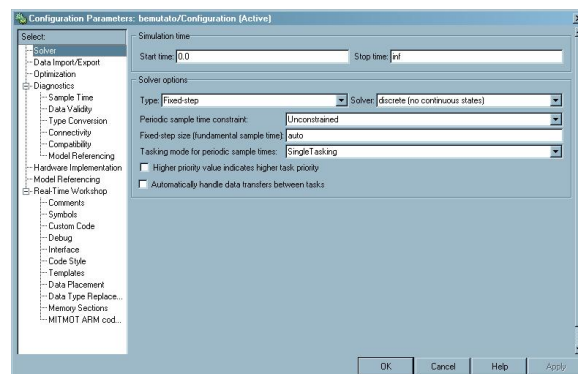 Configuration Parameters: bemutato/Configuration (Active)
Select:
Solver
Data Import/Export
Optimization
Diagnostics
Sample Time
Data Validity
Type Conversion
Connectivity
Compatibility
Model Referencing
Hardware Implementation
Model Referencing
Real-Time Workshop
Comments
Symbols
Custom Code
Debug
Interface
Code Style
Templates
Data Placement
Data Type Replace...
Memory Sections
MITMOT ARM cod...
Simulation time
Start time: 0.0 Stop time: inf
Solver options
Type: Fixed-step Solver: discrete (no continuous states)
Periodic sample time constraint: Unconstrained
Fixed-step size (fundamental sample time): auto
Tasking mode for periodic sample times: SingleTasking
Higher priority value indicates higher task priority
Automatically handle data transfers between tasks
OK Cancel Help Apply